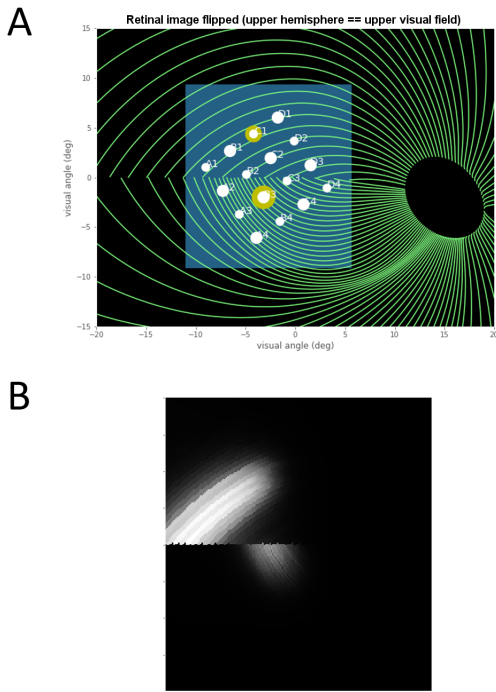 A
Retinal image flipped (upper hemisphere == upper visual field)
15
10
5
0
−5
−10
−15
visual angle (deg)
D1
C1
D2
B1
C2
A1
D3
B2
C3
D4
C4
A3
B4
A4
−20
−15
−10
−5
0
5
10
15
20
visual angle (deg)
B